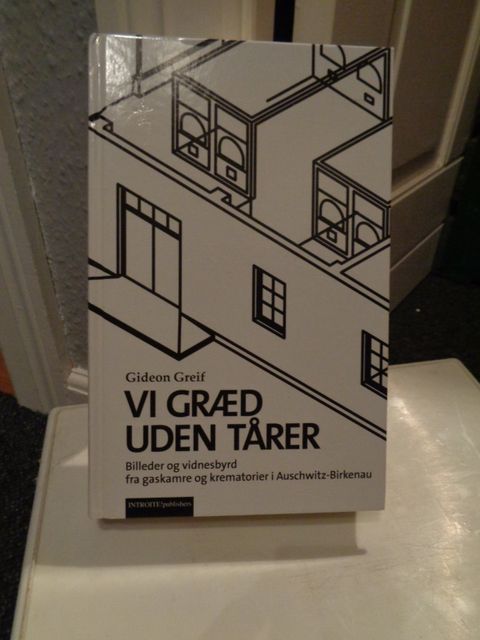 Gideon Greif
VI GRÆD
UDEN TÅRER
Billeder og vidnesbyrd
fra gaskamre og krematorier i Auschwitz-Birkenau
INTROITE!publishers